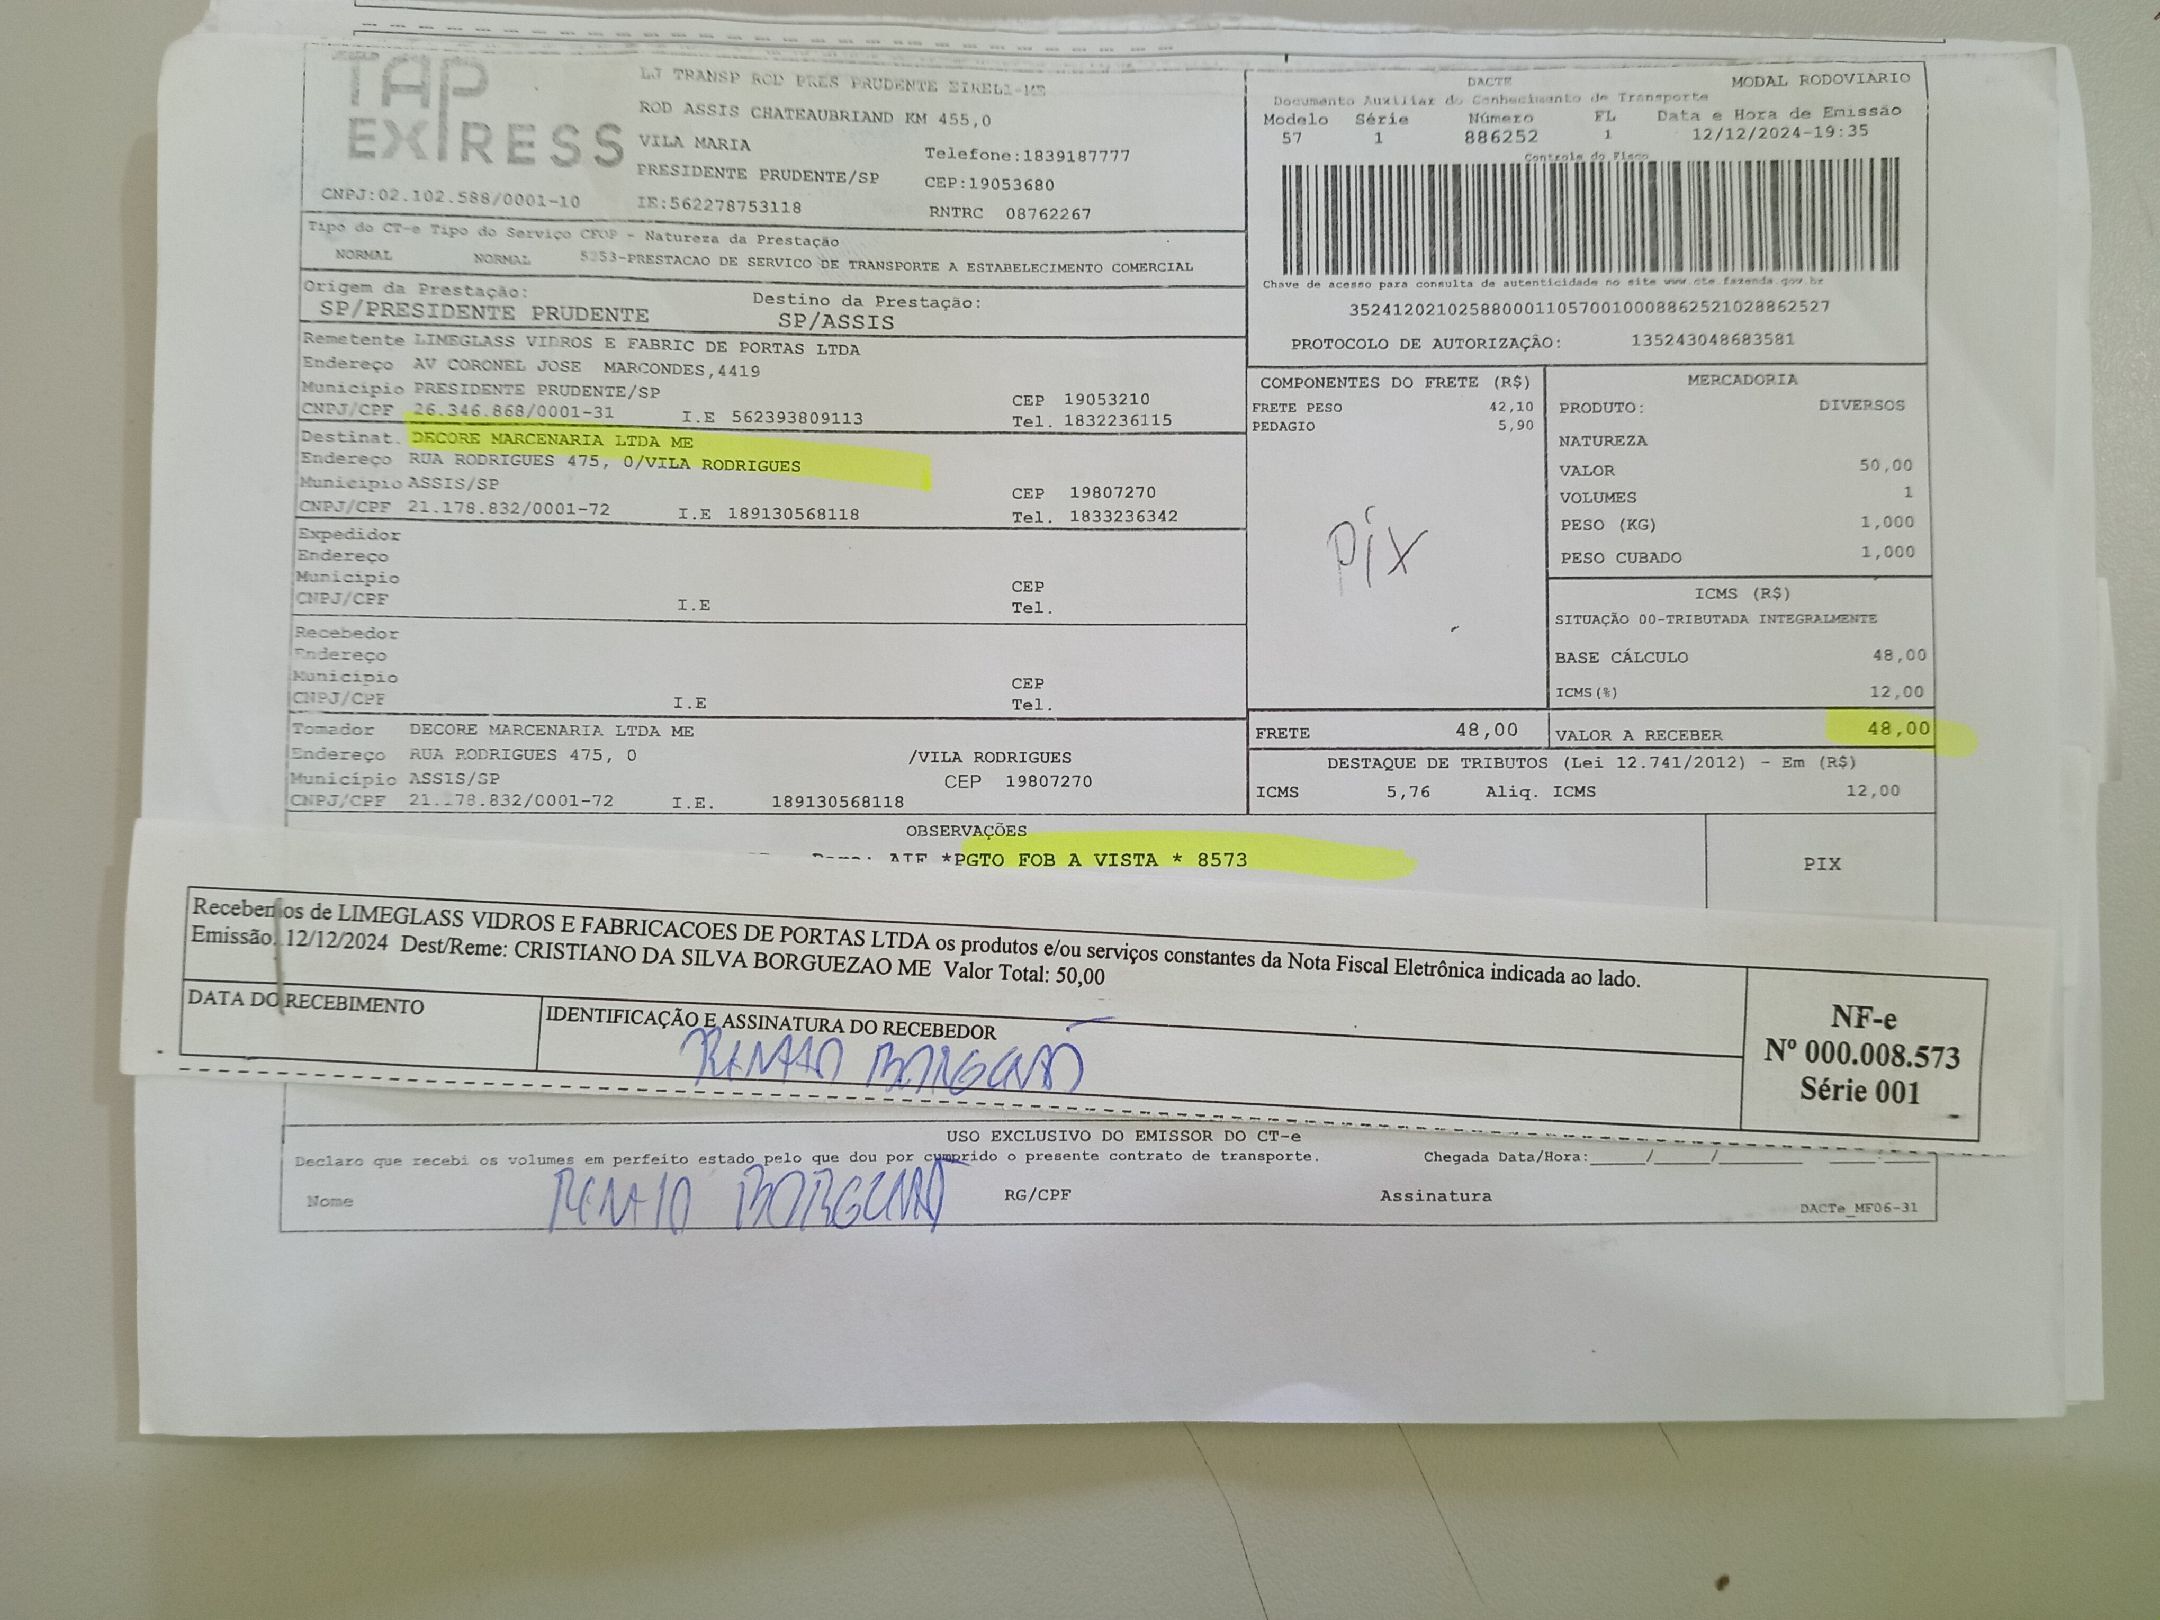 TAP
EXPRESS
CNPJ:02.102.588/0001-10
LJ TRANSP ROD PRES PRUDENTE EIRELI-ME
ROD ASSIS CHATEAUBRIAND KM 455,0
VILA MARIA
Telefone:1839187777
PRESIDENTE PRUDENTE/SP
CEP:19053680
IE:562278753118
RNTRC 08762267
DACTE
MODAL RODOVIÁRIO
Documento Auxiliar do Conhecimento de Transporte
Modelo Série Número FL Data e Hora de Emissão
57 1 886252 1 12/12/2024-19:35
Controle do Fisco
Chave de acesso para consulta de autenticidade no site www.cte.fazenda.gov.br
35241202102588000110570010008862521028862527
PROTOCOLO DE AUTORIZAÇÃO: 135243048683581
Tipo do CT-e Tipo do Serviço CFOP - Natureza da Prestação
NORMAL NORMAL 5353-PRESTACAO DE SERVICO DE TRANSPORTE A ESTABELECIMENTO COMERCIAL
Origem da Prestação: Destino da Prestação:
SP/PRESIDENTE PRUDENTE SP/ASSIS
Remetente LIMEGLASS VIDROS E FABRIC DE PORTAS LTDA
Endereço AV CORONEL JOSE MARCONDES,4419
Município PRESIDENTE PRUDENTE/SP CEP 19053210
CNPJ/CPF 26.346.868/0001-31 I.E 562393809113 Tel. 1832236115
Destinat. DECORE MARCENARIA LTDA ME
Endereço RUA RODRIGUES 475, 0/VILA RODRIGUES
Município ASSIS/SP CEP 19807270
CNPJ/CPF 21.178.832/0001-72 I.E 189130568118 Tel. 1833236342
Expedidor
Endereço
Município CEP
CNPJ/CPF I.E Tel.
Recebedor
Endereço
Município CEP
CNPJ/CPF I.E Tel.
Tomador DECORE MARCENARIA LTDA ME
Endereço RUA RODRIGUES 475, 0 /VILA RODRIGUES
Município ASSIS/SP CEP 19807270
CNPJ/CPF 21.178.832/0001-72 I.E. 189130568118
COMPONENTES DO FRETE (R$)
FRETE PESO 42,10
PEDAGIO 5,90
Pix
MERCADORIA
PRODUTO: DIVERSOS
NATUREZA
VALOR 50,00
VOLUMES 1
PESO (KG) 1,000
PESO CUBADO 1,000
ICMS (R$)
SITUAÇÃO 00-TRIBUTADA INTEGRALMENTE
BASE CÁLCULO 48,00
ICMS(%) 12,00
FRETE 48,00 VALOR A RECEBER 48,00
DESTAQUE DE TRIBUTOS (Lei 12.741/2012) - Em (R$)
ICMS 5,76 Aliq. ICMS 12,00
OBSERVAÇÕES
*PGTO FOB A VISTA * 8573
PIX
Recebemos de LIMEGLASS VIDROS E FABRICACOES DE PORTAS LTDA os produtos e/ou serviços constantes da Nota Fiscal Eletrônica indicada ao lado.
Emissão: 12/12/2024 Dest/Reme: CRISTIANO DA SILVA BORGUEZAO ME Valor Total: 50,00
DATA DO RECEBIMENTO
IDENTIFICAÇÃO E ASSINATURA DO RECEBEDOR
NF-e
Nº 000.008.573
Série 001
USO EXCLUSIVO DO EMISSOR DO CT-e
Declaro que recebi os volumes em perfeito estado pelo que dou por cumprido o presente contrato de transporte. Chegada Data/Hora:____/____/____
Nome RENATO RG/CPF Assinatura
DACTe_MF06-31